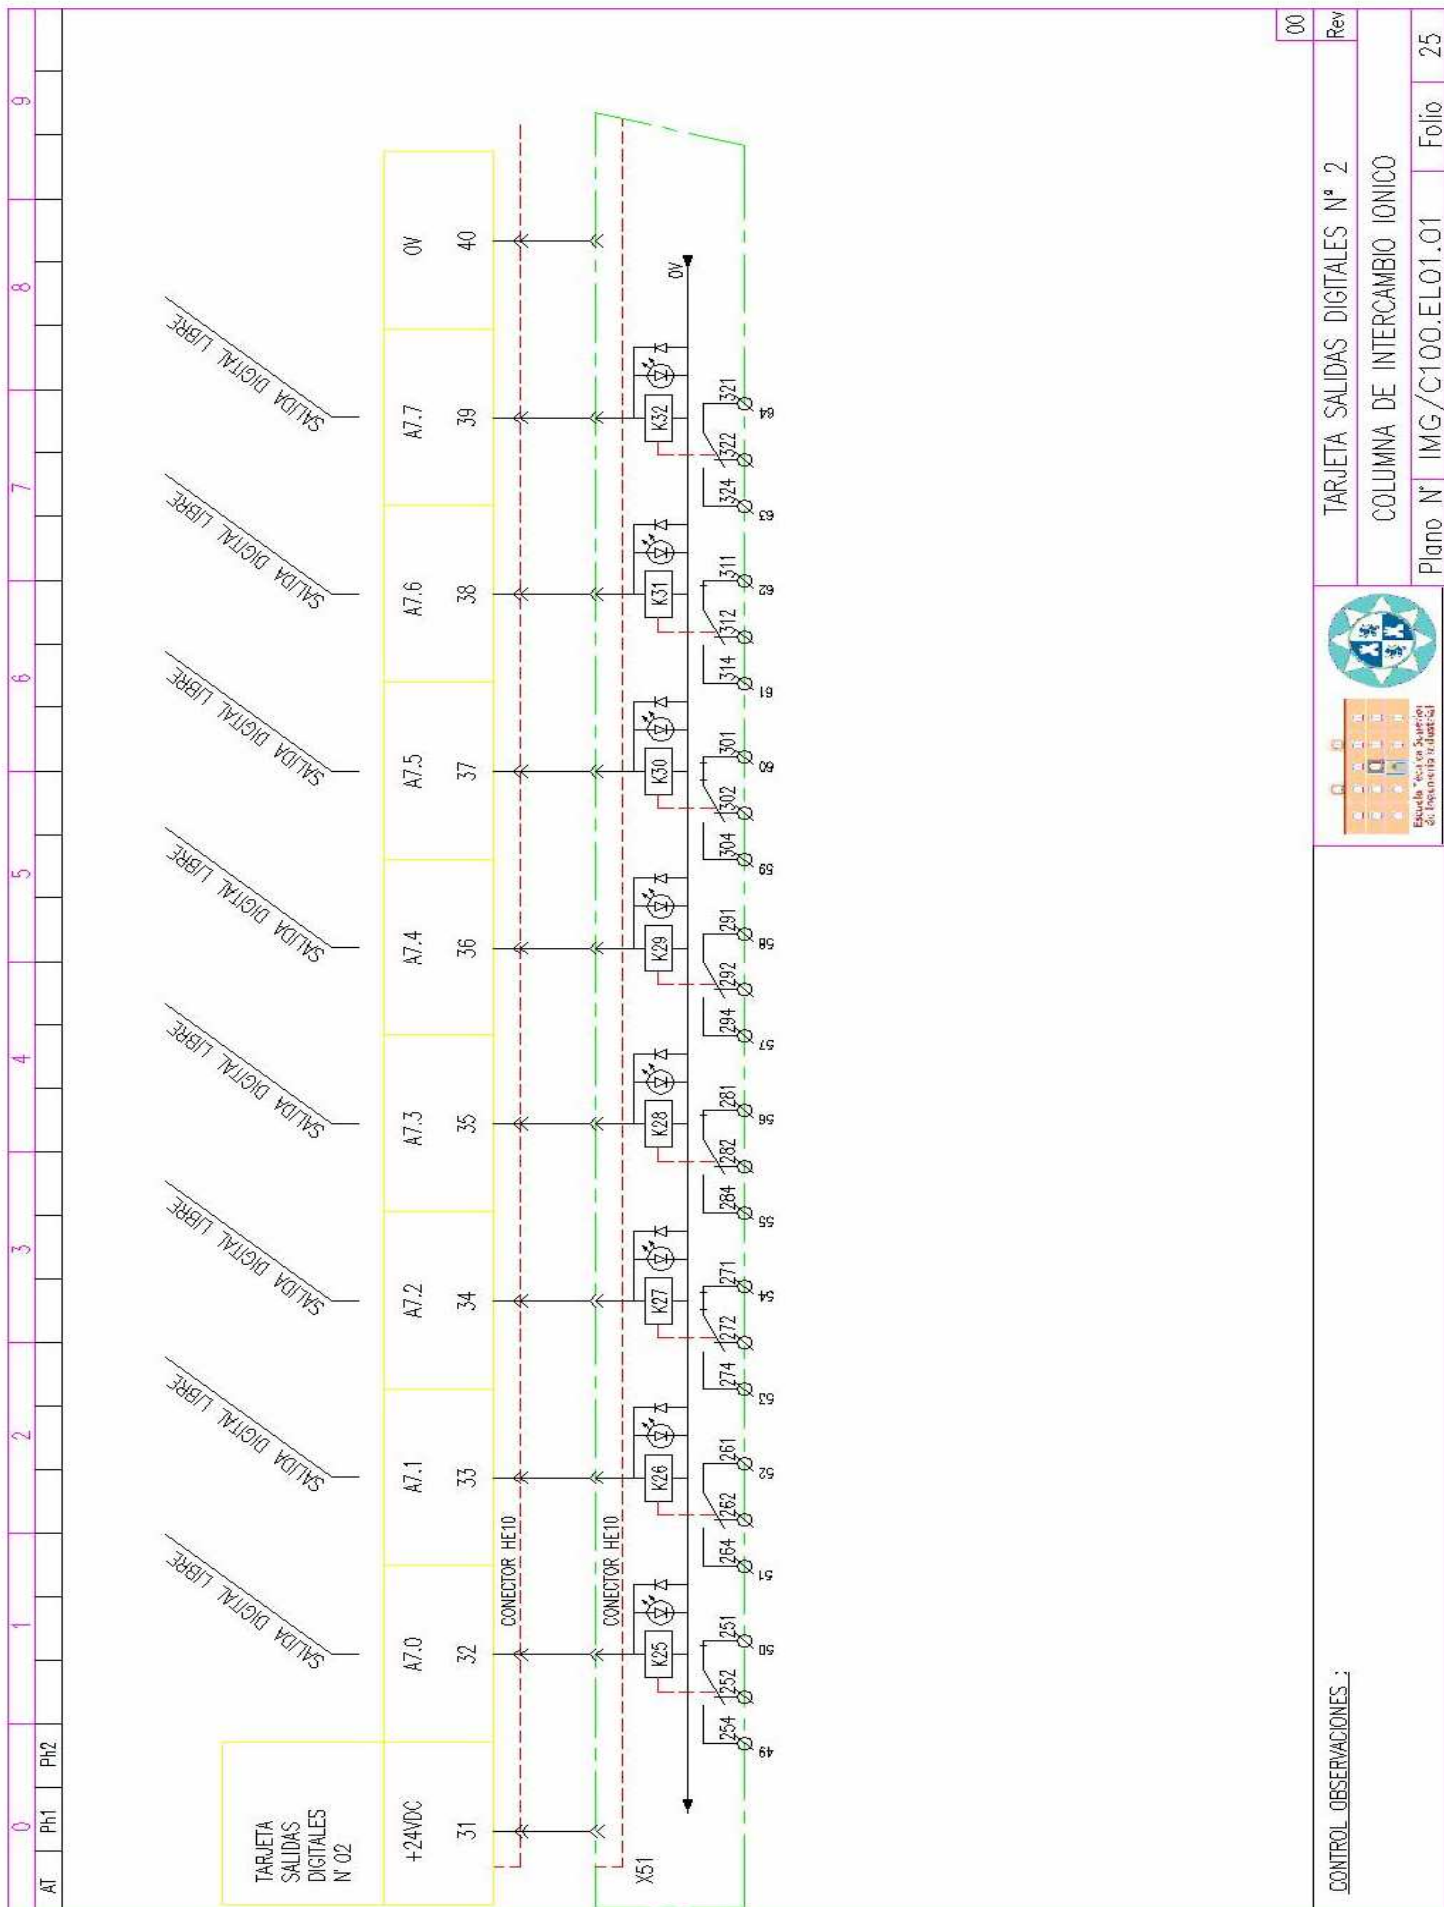 0 1 2 3 4 5 6 7 8 9
AT Ph1 Ph2
SALIDA DIGITAL LIBRE
SALIDA DIGITAL LIBRE
SALIDA DIGITAL LIBRE
SALIDA DIGITAL LIBRE
SALIDA DIGITAL LIBRE
SALIDA DIGITAL LIBRE
SALIDA DIGITAL LIBRE
SALIDA DIGITAL LIBRE
TARJETA
SALIDAS
DIGITALES
N° 02
+24VDC A7.0 A7.1 A7.2 A7.3 A7.4 A7.5 A7.6 A7.7 0V
31 32 33 34 35 36 37 38 39 40
CONECTOR HE10
CONECTOR HE10
X51
K25 K26 K27 K28 K29 K30 K31 K32
0V
254 252 251 264 262 261 274 272 271 284 282 281 294 292 291 304 302 301 314 312 311 324 322 321
49 50 51 52 53 54 55 56 57 58 59 60 61 62 63 64
CONTROL OBSERVACIONES :
Escuela Técnica Superior
de Ingeniería Industrial
00
TARJETA SALIDAS DIGITALES Nº 2 Rev
COLUMNA DE INTERCAMBIO IONICO
Plano N° IMG/C100.EL01.01 Folio 25